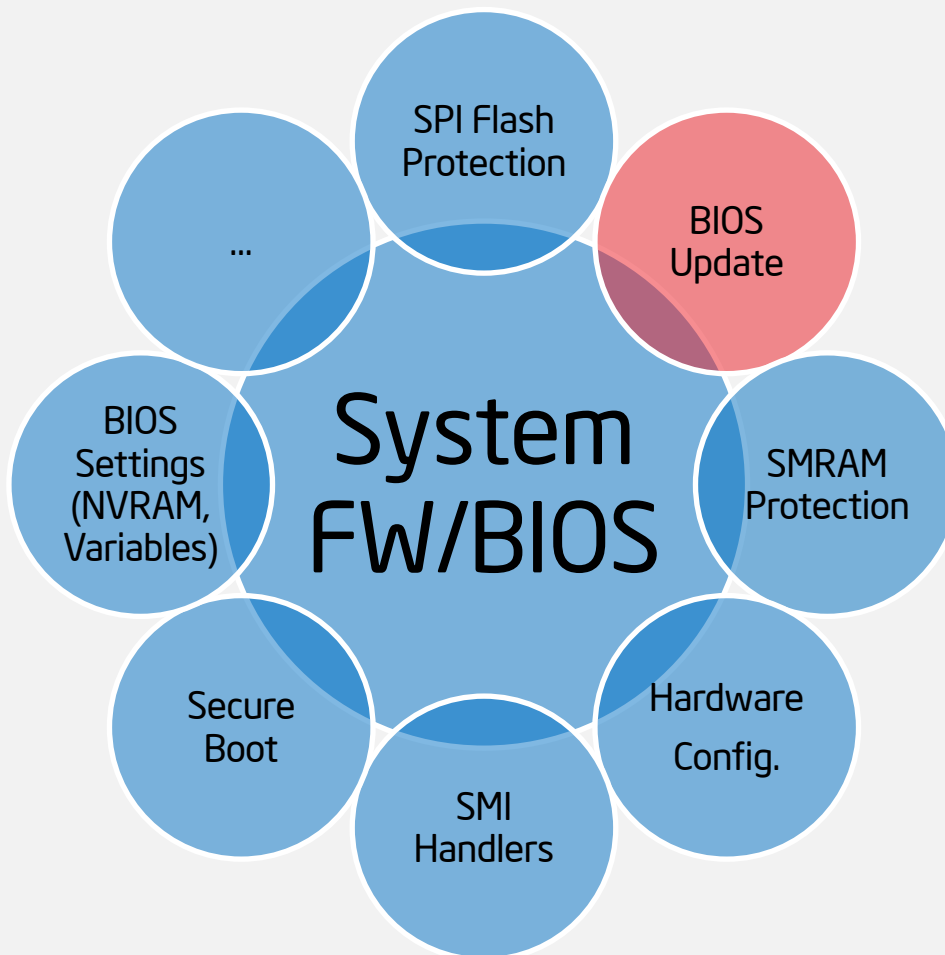 SPI Flash
Protection
BIOS
Update
...
System
FW/BIOS
BIOS
Settings
(NVRAM,
Variables)
SMRAM
Protection
Secure
Boot
Hardware
Config.
SMI
Handlers